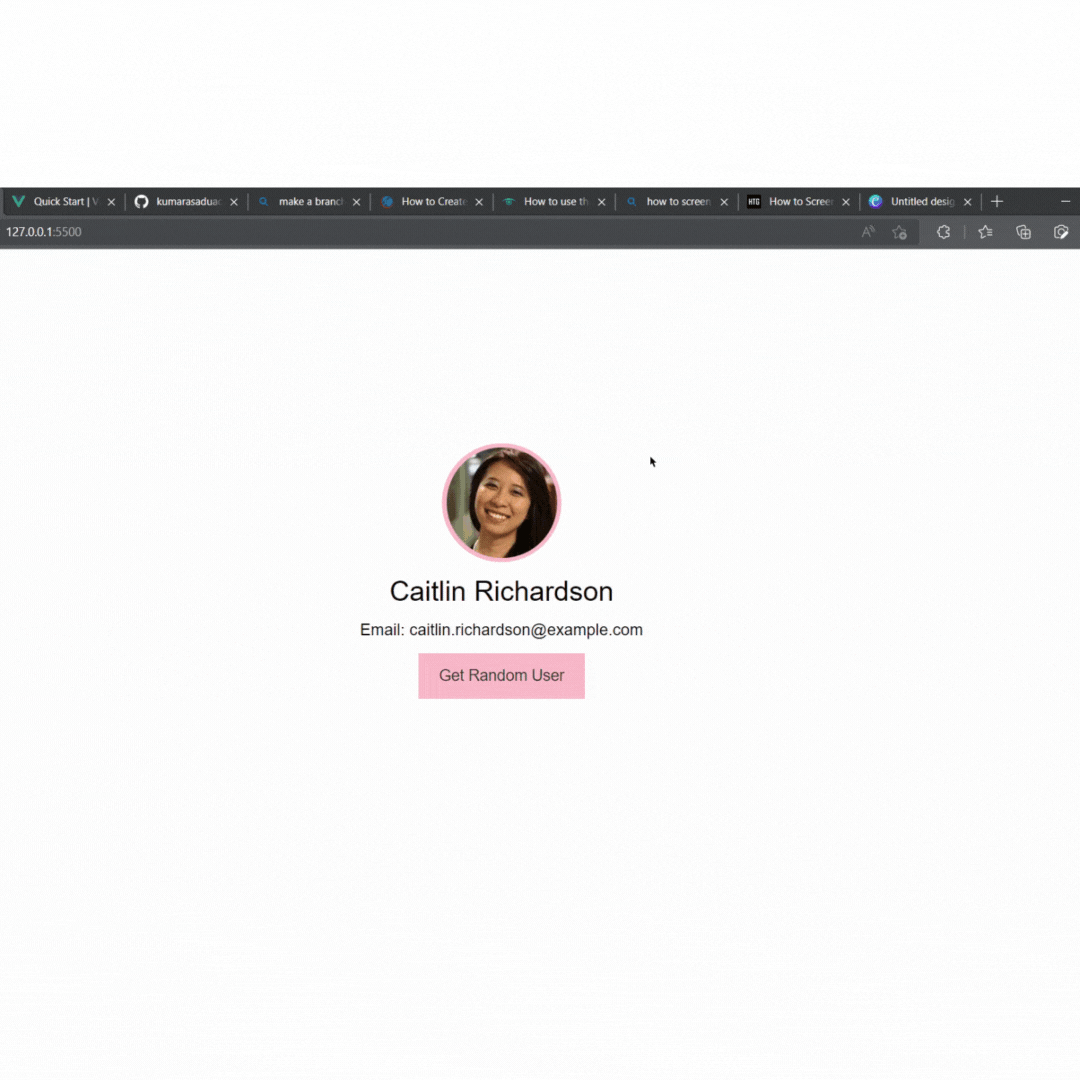 Quick Start | V
kumarasadua
make a branch
How to Create
How to use th
how to screen
HTG
How to Screen
Untitled desig
127.0.0.1:5500
Caitlin Richardson
Email: caitlin.richardson@example.com
Get Random User